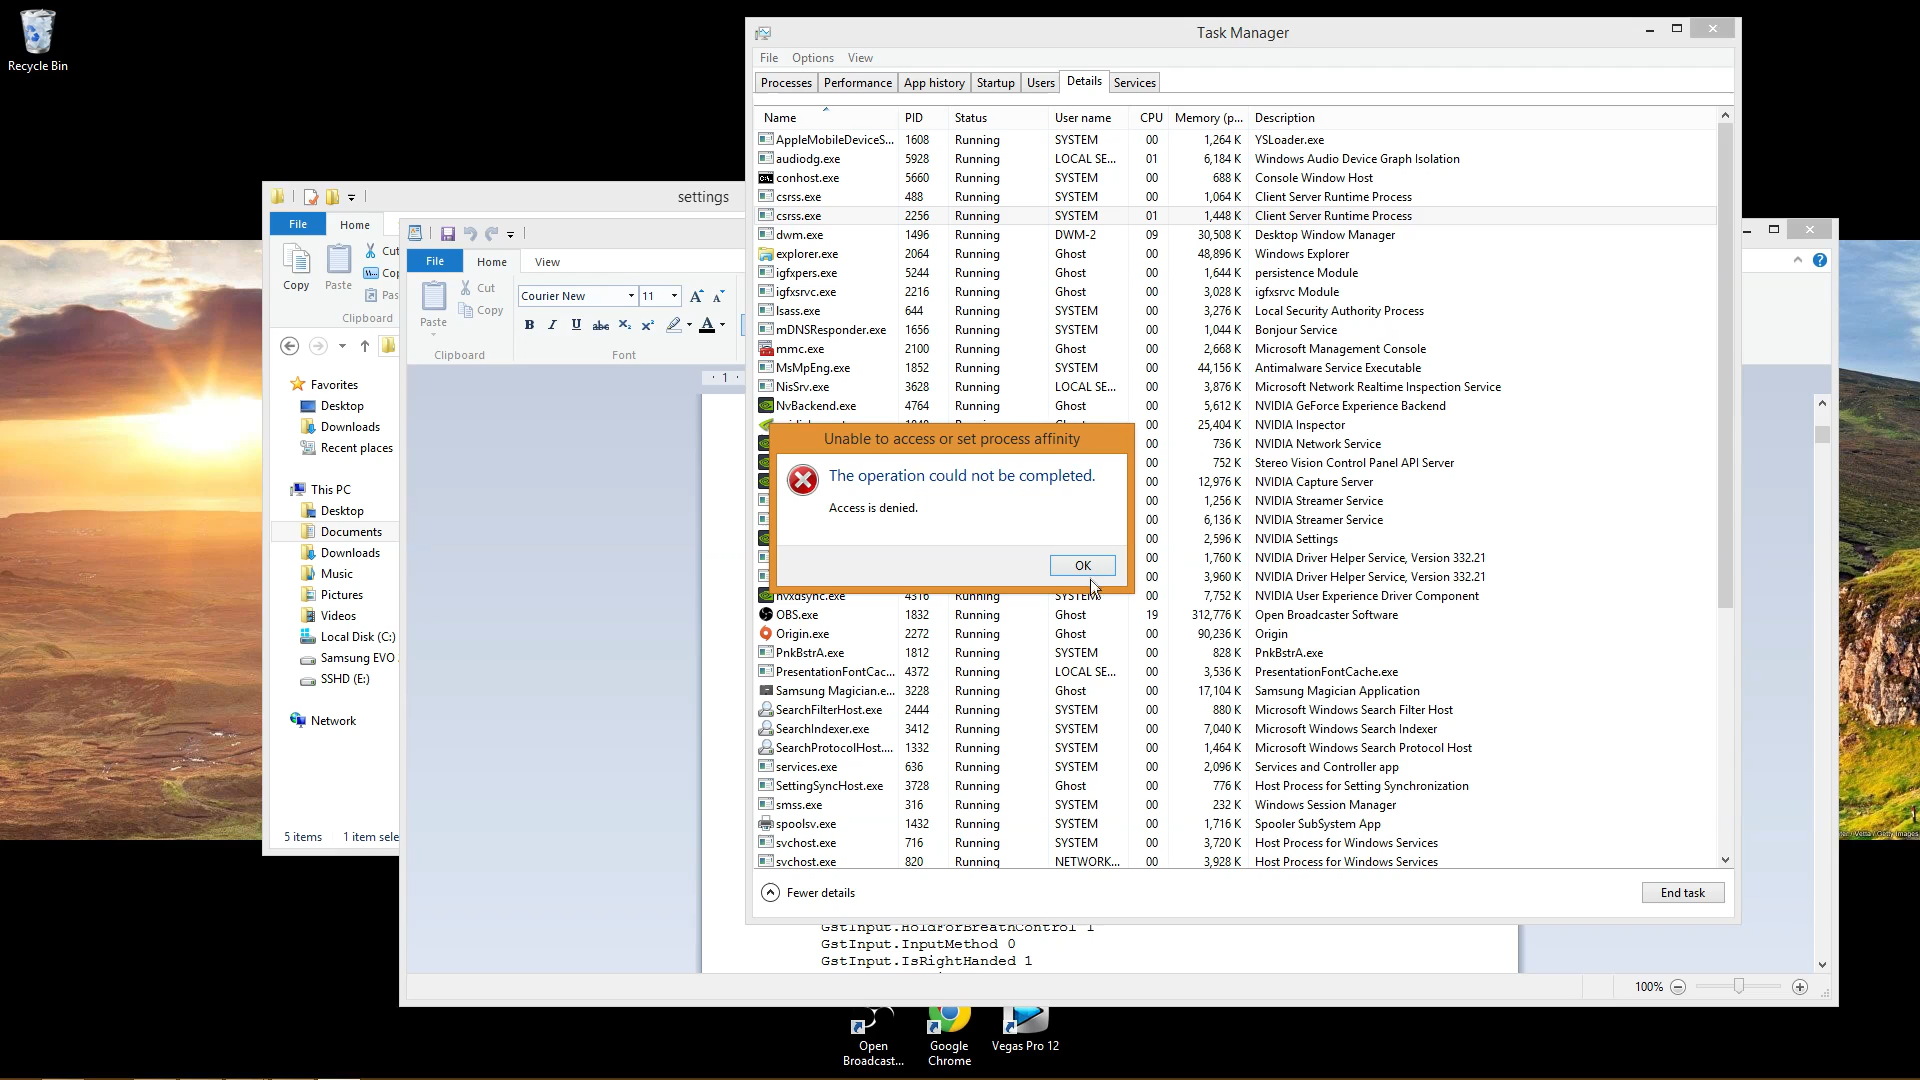 Recycle Bin
settings
File
Home
Copy
Paste
Cut
Clipboard
Favorites
Desktop
Downloads
Recent places
This PC
Desktop
Documents
Downloads
Music
Pictures
Videos
Local Disk (C:)
Samsung EVO
SSHD (E:)
Network
5 items 1 item sele
File
Home
View
Paste
Cut
Copy
Clipboard
Courier New
11
Font
1
Task Manager
File Options View
Processes Performance App history Startup Users Details Services
Name PID Status User name CPU Memory (p... Description
AppleMobileDeviceS... 1608 Running SYSTEM 00 1,264 K YSLoader.exe
audiodg.exe 5928 Running LOCAL SE... 01 6,184 K Windows Audio Device Graph Isolation
conhost.exe 5660 Running SYSTEM 00 688 K Console Window Host
csrss.exe 488 Running SYSTEM 00 1,064 K Client Server Runtime Process
csrss.exe 2256 Running SYSTEM 01 1,448 K Client Server Runtime Process
dwm.exe 1496 Running DWM-2 09 30,508 K Desktop Window Manager
explorer.exe 2064 Running Ghost 00 48,896 K Windows Explorer
igfxpers.exe 5244 Running Ghost 00 1,644 K persistence Module
igfxsrvc.exe 2216 Running Ghost 00 3,028 K igfxsrvc Module
lsass.exe 644 Running SYSTEM 00 3,276 K Local Security Authority Process
mDNSResponder.exe 1656 Running SYSTEM 00 1,044 K Bonjour Service
mmc.exe 2100 Running Ghost 00 2,668 K Microsoft Management Console
MsMpEng.exe 1852 Running SYSTEM 00 44,156 K Antimalware Service Executable
NisSrv.exe 3628 Running LOCAL SE... 00 3,876 K Microsoft Network Realtime Inspection Service
NvBackend.exe 4764 Running Ghost 00 5,612 K NVIDIA GeForce Experience Backend
00 25,404 K NVIDIA Inspector
00 736 K NVIDIA Network Service
00 752 K Stereo Vision Control Panel API Server
00 12,976 K NVIDIA Capture Server
00 1,256 K NVIDIA Streamer Service
00 6,136 K NVIDIA Streamer Service
00 2,596 K NVIDIA Settings
00 1,760 K NVIDIA Driver Helper Service, Version 332.21
00 3,960 K NVIDIA Driver Helper Service, Version 332.21
nvxdsync.exe 4316 Running SYSTEM 00 7,752 K NVIDIA User Experience Driver Component
OBS.exe 1832 Running Ghost 19 312,776 K Open Broadcaster Software
Origin.exe 2272 Running Ghost 00 90,236 K Origin
PnkBstrA.exe 1812 Running SYSTEM 00 828 K PnkBstrA.exe
PresentationFontCac... 4372 Running LOCAL SE... 00 3,536 K PresentationFontCache.exe
Samsung Magician.e... 3228 Running Ghost 00 17,104 K Samsung Magician Application
SearchFilterHost.exe 2444 Running SYSTEM 00 880 K Microsoft Windows Search Filter Host
SearchIndexer.exe 3412 Running SYSTEM 00 7,040 K Microsoft Windows Search Indexer
SearchProtocolHost.... 1332 Running SYSTEM 00 1,464 K Microsoft Windows Search Protocol Host
services.exe 636 Running SYSTEM 00 2,096 K Services and Controller app
SettingSyncHost.exe 3728 Running Ghost 00 776 K Host Process for Setting Synchronization
smss.exe 316 Running SYSTEM 00 232 K Windows Session Manager
spoolsv.exe 1432 Running SYSTEM 00 1,716 K Spooler SubSystem App
svchost.exe 716 Running SYSTEM 00 3,720 K Host Process for Windows Services
svchost.exe 820 Running NETWORK... 00 3,928 K Host Process for Windows Services
Fewer details
End task
Unable to access or set process affinity
The operation could not be completed.
Access is denied.
OK
GstInput.HoldForBreathControl 1
GstInput.InputMethod 0
GstInput.IsRightHanded 1
100%
Open Broadcast...
Google Chrome
Vegas Pro 12